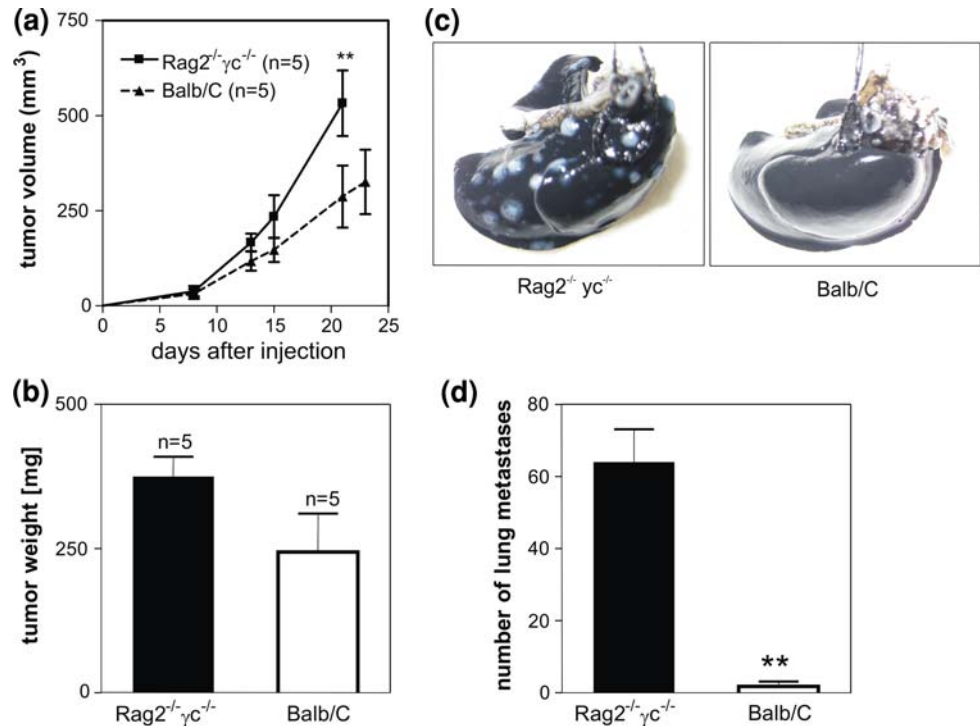 (a)
750
500
250
0
tumor volume (mm³)
Rag2⁻/⁻γc⁻/⁻ (n=5)
Balb/C (n=5)
**
0 5 10 15 20 25
days after injection
(c)
Rag2⁻/⁻ yc⁻/⁻
Balb/C
(b)
500
250
0
tumor weight [mg]
n=5
n=5
Rag2⁻/⁻γc⁻/⁻
Balb/C
(d)
80
60
40
20
0
number of lung metastases
**
Rag2⁻/⁻γc⁻/⁻
Balb/C